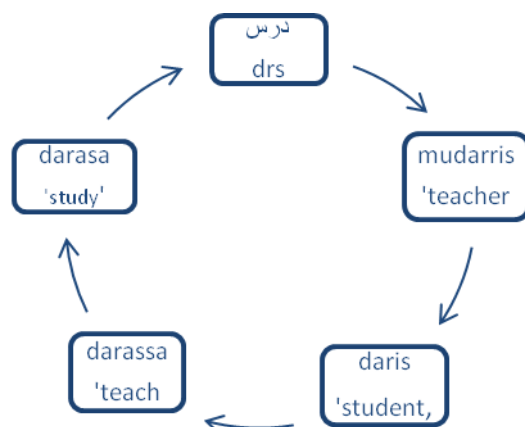 درس
drs
mudarris
'teacher
daris
'student,
darassa
'teach
darasa
'study'